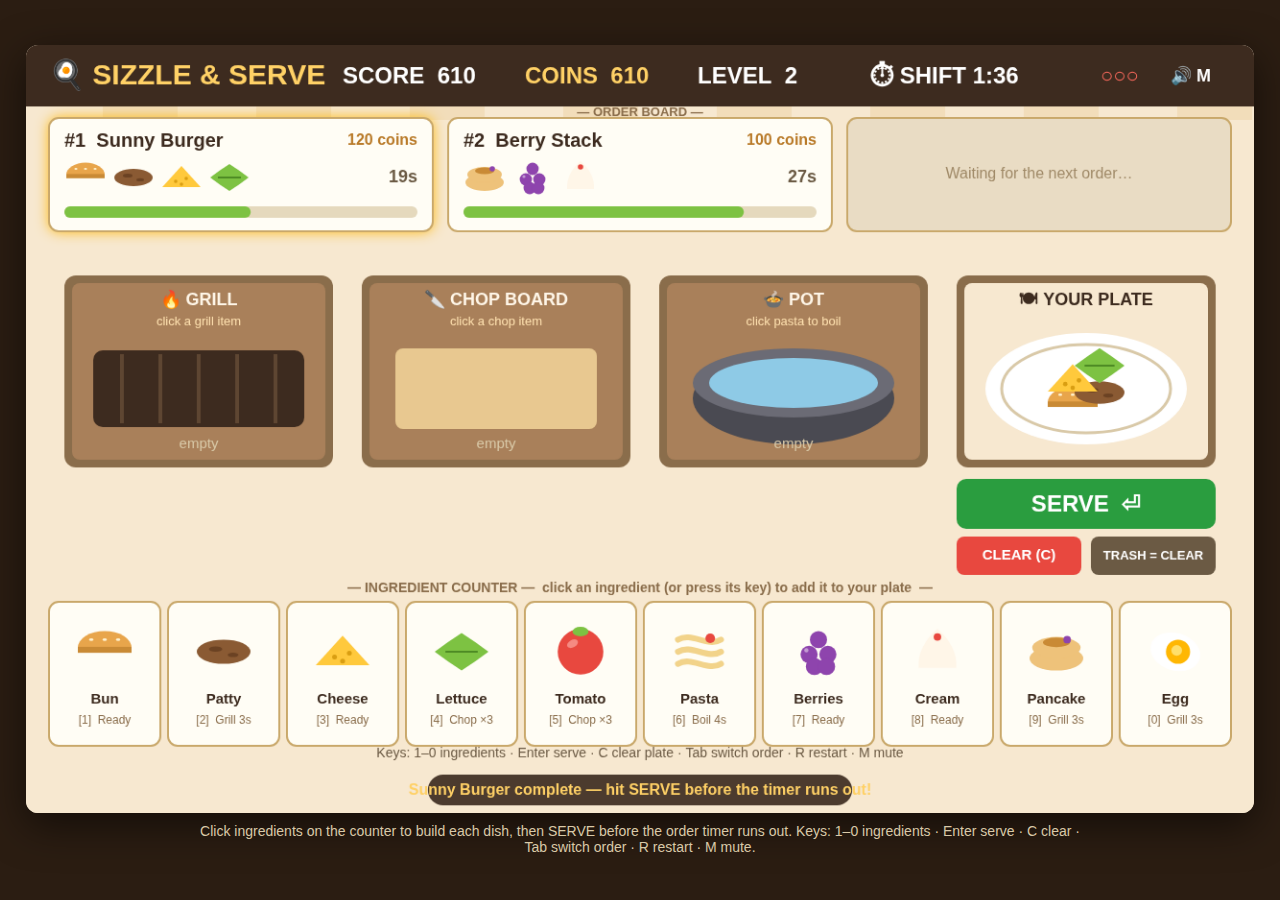 🍳 SIZZLE & SERVE SCORE 610 COINS 610 LEVEL 2 ⏱ SHIFT 1:36 ○○○ 🔊 M
— ORDER BOARD —
#1 Sunny Burger 120 coins
19s
#2 Berry Stack 100 coins
27s
Waiting for the next order…
🔥 GRILL
click a grill item
empty
🔪 CHOP BOARD
click a chop item
empty
🍲 POT
click pasta to boil
empty
🍽 YOUR PLATE
SERVE ⏎
CLEAR (C)
TRASH = CLEAR
— INGREDIENT COUNTER — click an ingredient (or press its key) to add it to your plate —
Bun
[1] Ready
Patty
[2] Grill 3s
Cheese
[3] Ready
Lettuce
[4] Chop ×3
Tomato
[5] Chop ×3
Pasta
[6] Boil 4s
Berries
[7] Ready
Cream
[8] Ready
Pancake
[9] Grill 3s
Egg
[0] Grill 3s
Keys: 1–0 ingredients · Enter serve · C clear plate · Tab switch order · R restart · M mute
Sunny Burger complete — hit SERVE before the timer runs out!
Click ingredients on the counter to build each dish, then SERVE before the order timer runs out. Keys: 1–0 ingredients · Enter serve · C clear ·
Tab switch order · R restart · M mute.